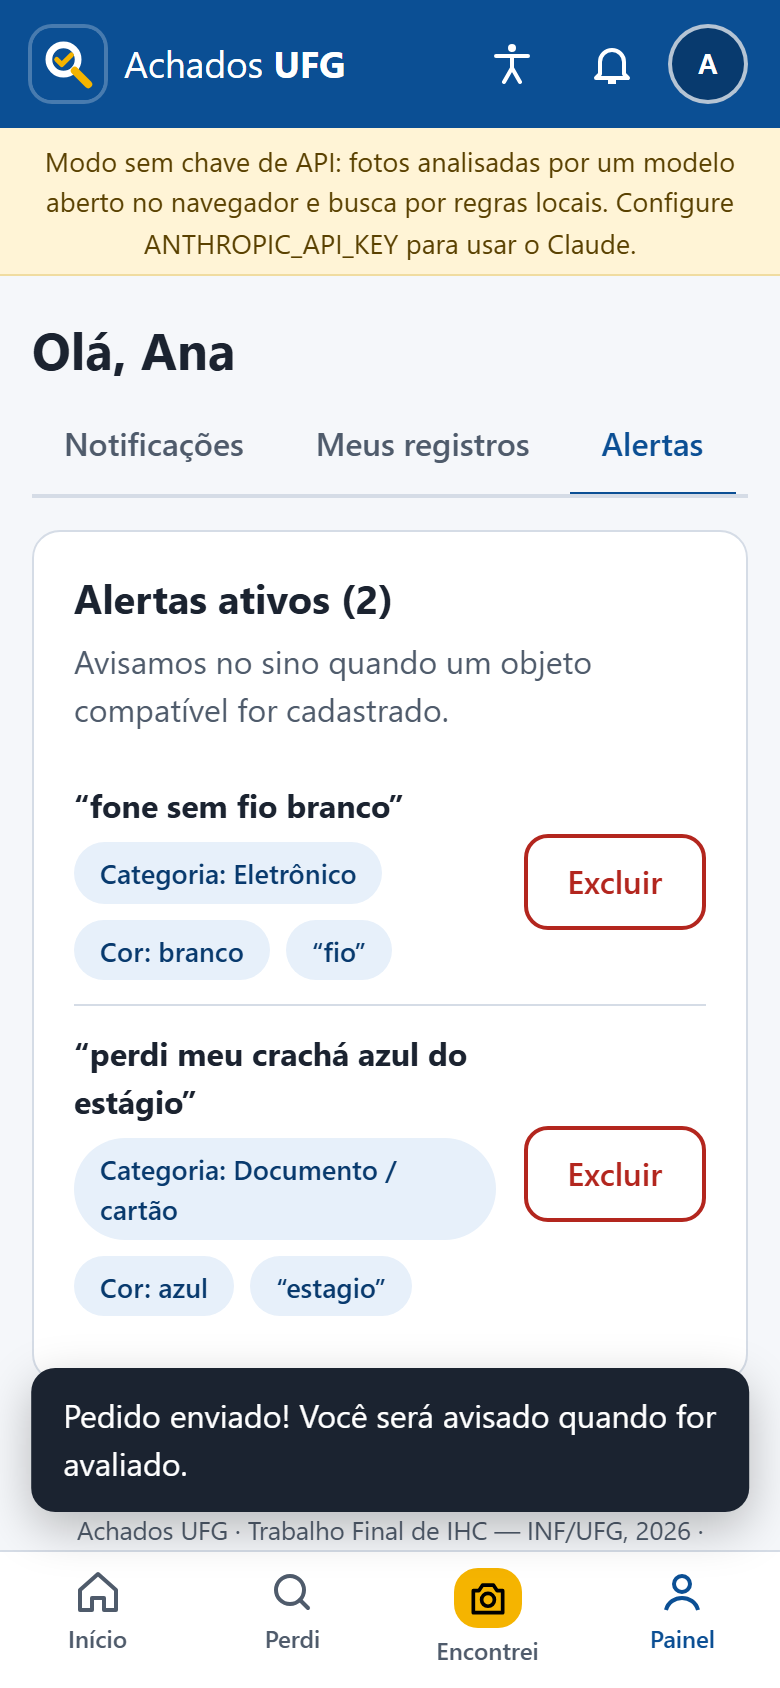 Achados UFG
A
Modo sem chave de API: fotos analisadas por um modelo
aberto no navegador e busca por regras locais. Configure
ANTHROPIC_API_KEY para usar o Claude.
Olá, Ana
Notificações
Meus registros
Alertas
Alertas ativos (2)
Avisamos no sino quando um objeto
compatível for cadastrado.
“fone sem fio branco”
Categoria: Eletrônico
Cor: branco
“fio”
Excluir
“perdi meu crachá azul do
estágio”
Categoria: Documento /
cartão
Cor: azul
“estagio”
Excluir
Pedido enviado! Você será avisado quando for
avaliado.
Achados UFG · Trabalho Final de IHC — INF/UFG, 2026 ·
Início
Perdi
Encontrei
Painel